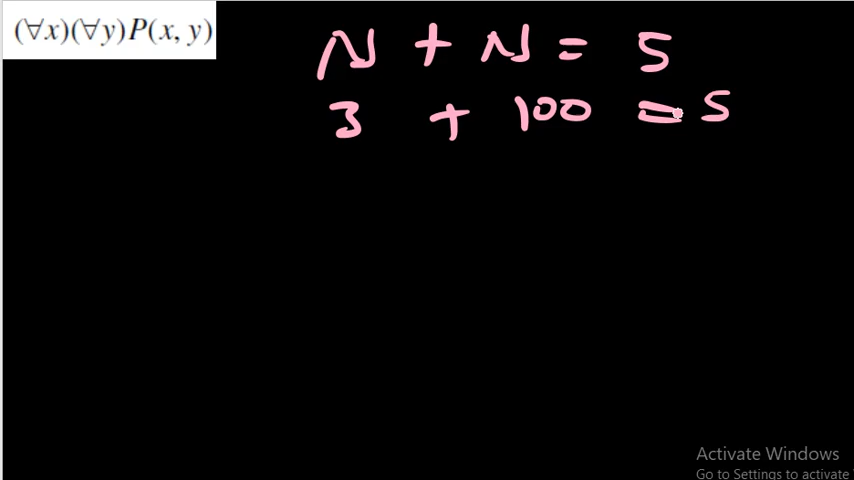 (∀x)(∀y)P(x, y)
N + N = 5
3 + 100 = 5
Activate Windows
Go to Settings to activate